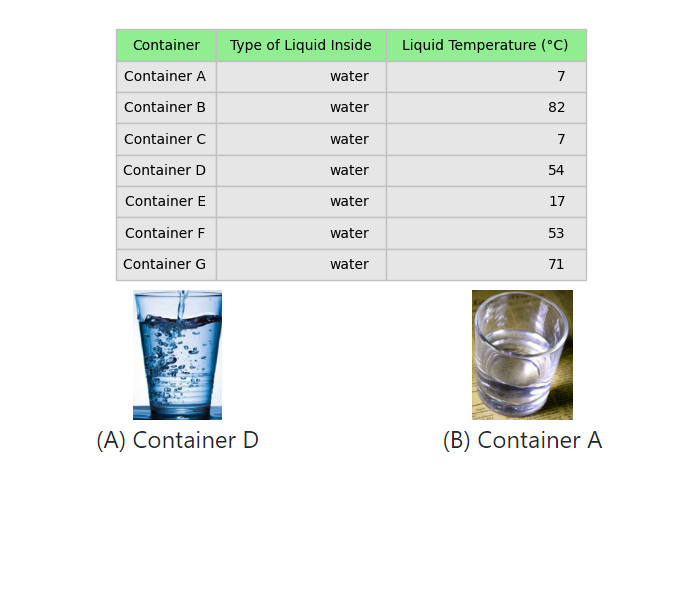 Container Type of Liquid Inside Liquid Temperature (°C)
Container A water 7
Container B water 82
Container C water 7
Container D water 54
Container E water 17
Container F water 53
Container G water 71
(A) Container D (B) Container A